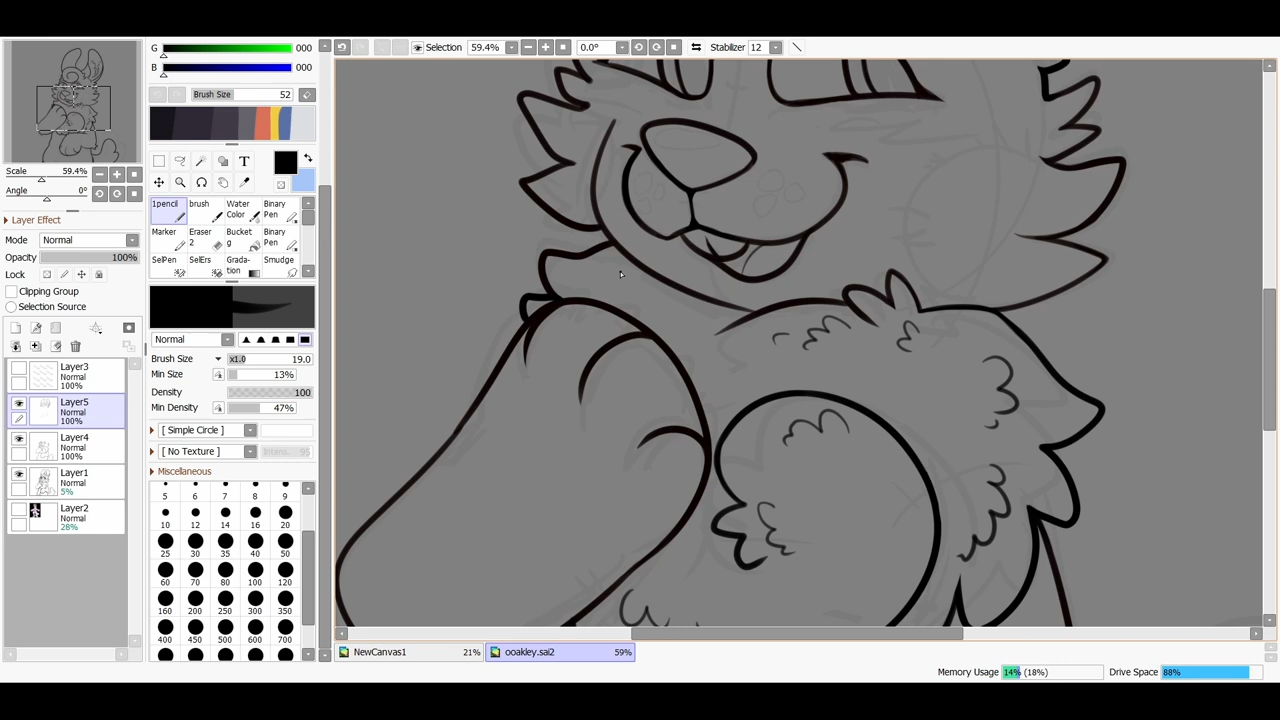 G 000
B 000
Brush Size 52
Selection 59.4% 0.0° Stabilizer 12
Scale 59.4%
Angle 0°
Layer Effect
Mode Normal
Opacity 100%
Lock
Clipping Group
Selection Source
Layer3
Normal
100%
Layer5
Normal
100%
Layer4
Normal
100%
Layer1
Normal
5%
Layer2
Normal
28%
T
1pencil brush Water Color Binary Pen
Marker Eraser 2 Bucket g Binary Pen
SelPen SelErs Grada- tion Smudge
Normal
Brush Size x1.0 19.0
Min Size 13%
Density 100
Min Density 47%
[ Simple Circle ]
[ No Texture ] Intens. 95
Miscellaneous
5 6 7 8 9
10 12 14 16 20
25 30 35 40 50
60 70 80 100 120
160 200 250 300 350
400 450 500 600 700
NewCanvas1 21% ooakley.sai2 59%
Memory Usage 14% (18%) Drive Space 88%